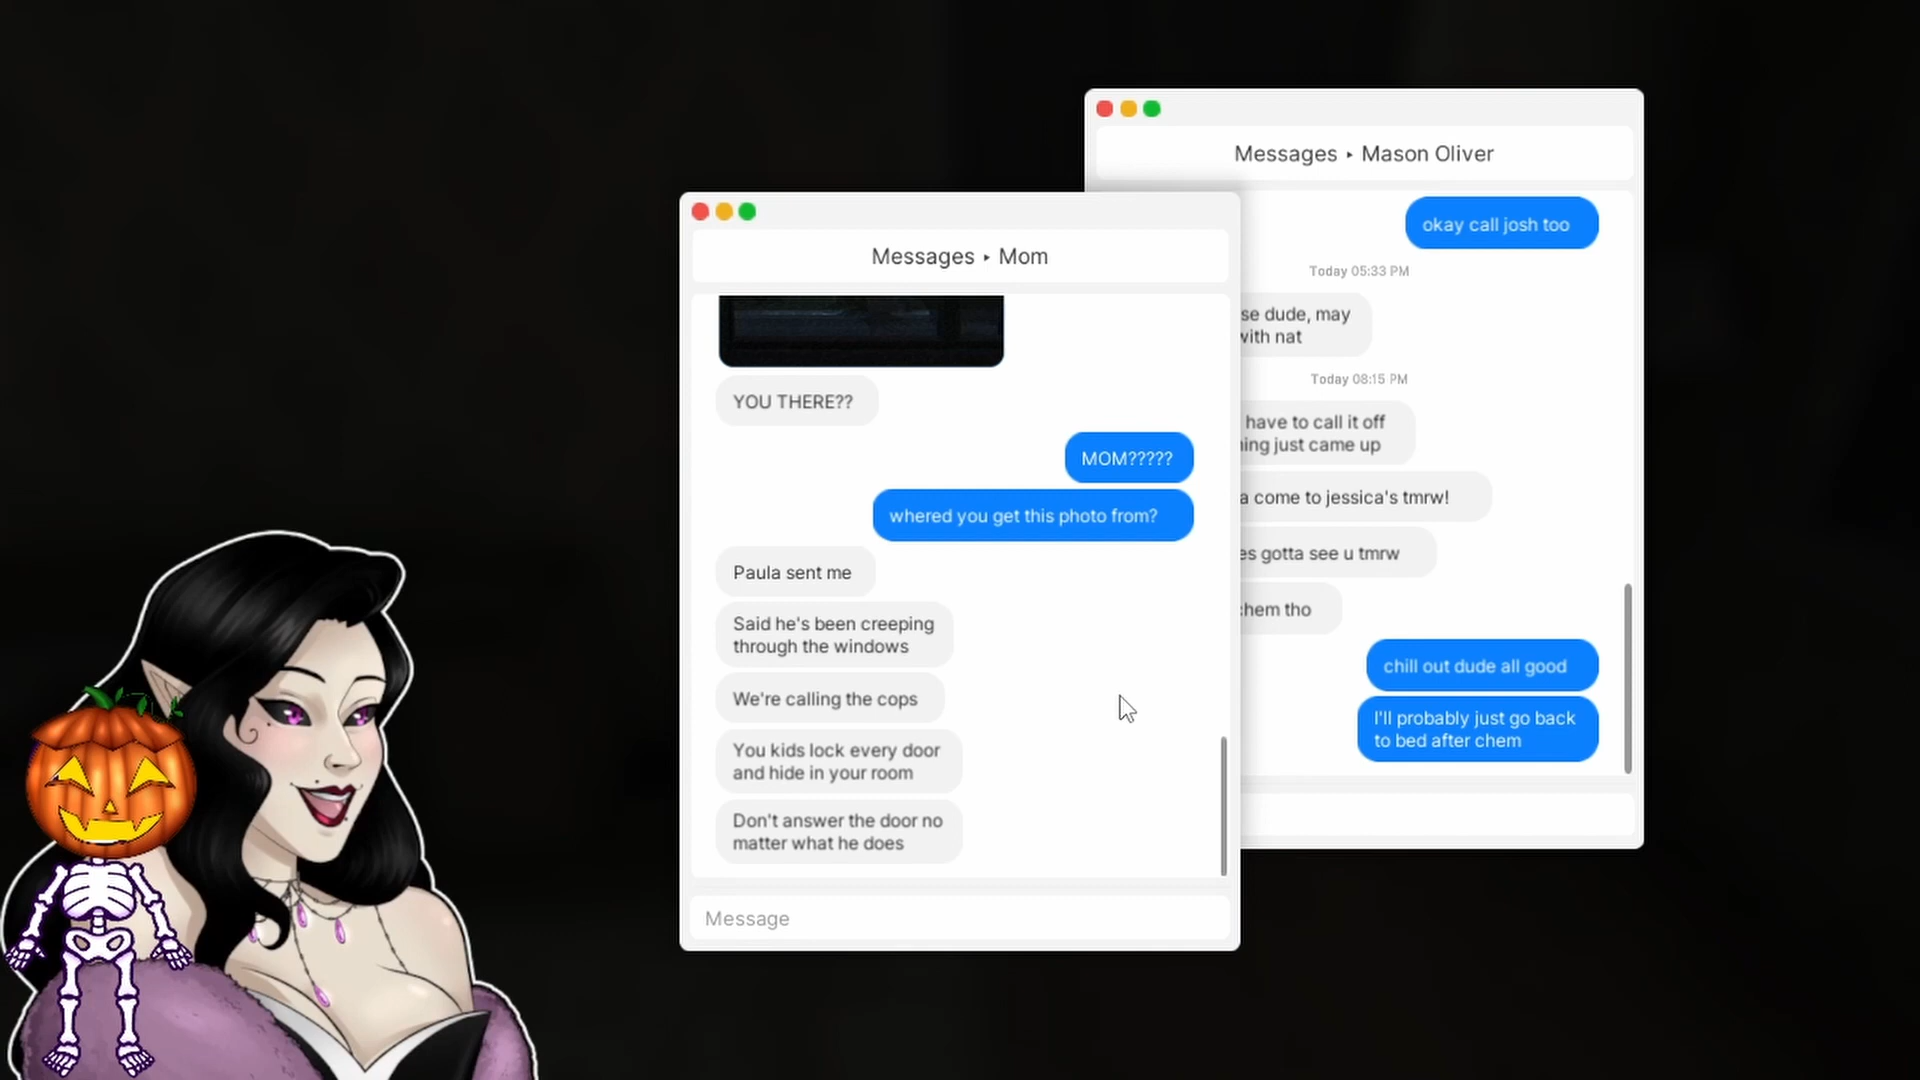 Messages ▸ Mom
YOU THERE??
MOM?????
whered you get this photo from?
Paula sent me
Said he's been creeping
through the windows
We're calling the cops
You kids lock every door
and hide in your room
Don't answer the door no
matter what he does
Message
Messages ▸ Mason Oliver
okay call josh too
Today 05:33 PM
se dude, may
with nat
Today 08:15 PM
have to call it off
ing just came up
a come to jessica's tmrw!
es gotta see u tmrw
chem tho
chill out dude all good
I'll probably just go back
to bed after chem